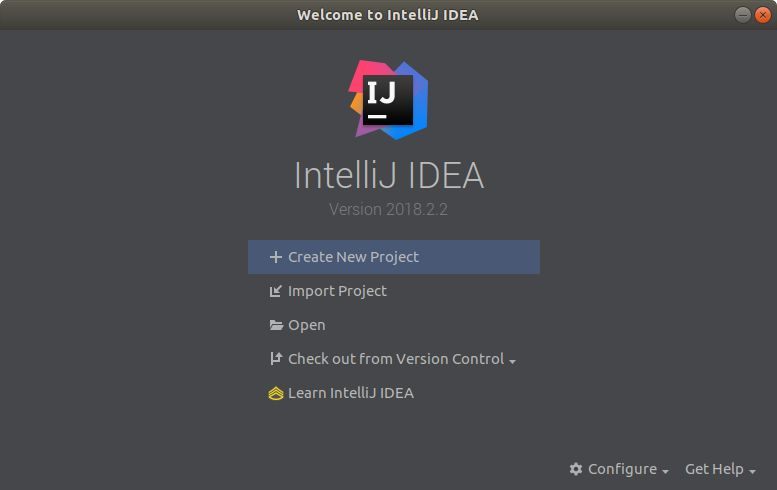 Welcome to IntelliJ IDEA
IJ
IntelliJ IDEA
Version 2018.2.2
Create New Project
Import Project
Open
Check out from Version Control
Learn IntelliJ IDEA
Configure Get Help